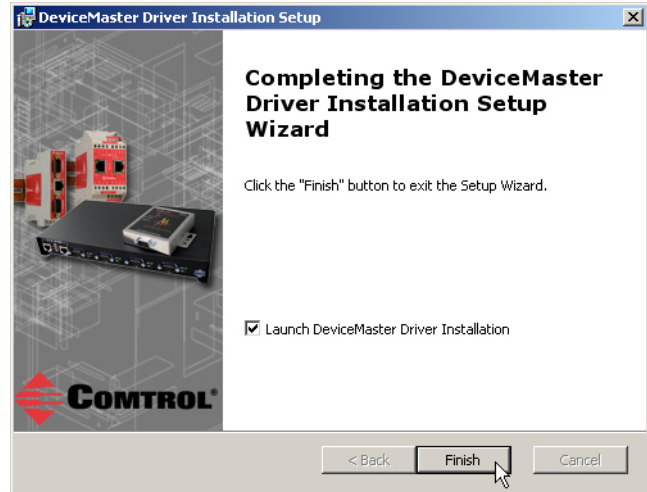 DeviceMaster Driver Installation Setup
Completing the DeviceMaster
Driver Installation Setup
Wizard
Click the "Finish" button to exit the Setup Wizard.
Launch DeviceMaster Driver Installation
COMTROL®
< Back
Finish
Cancel